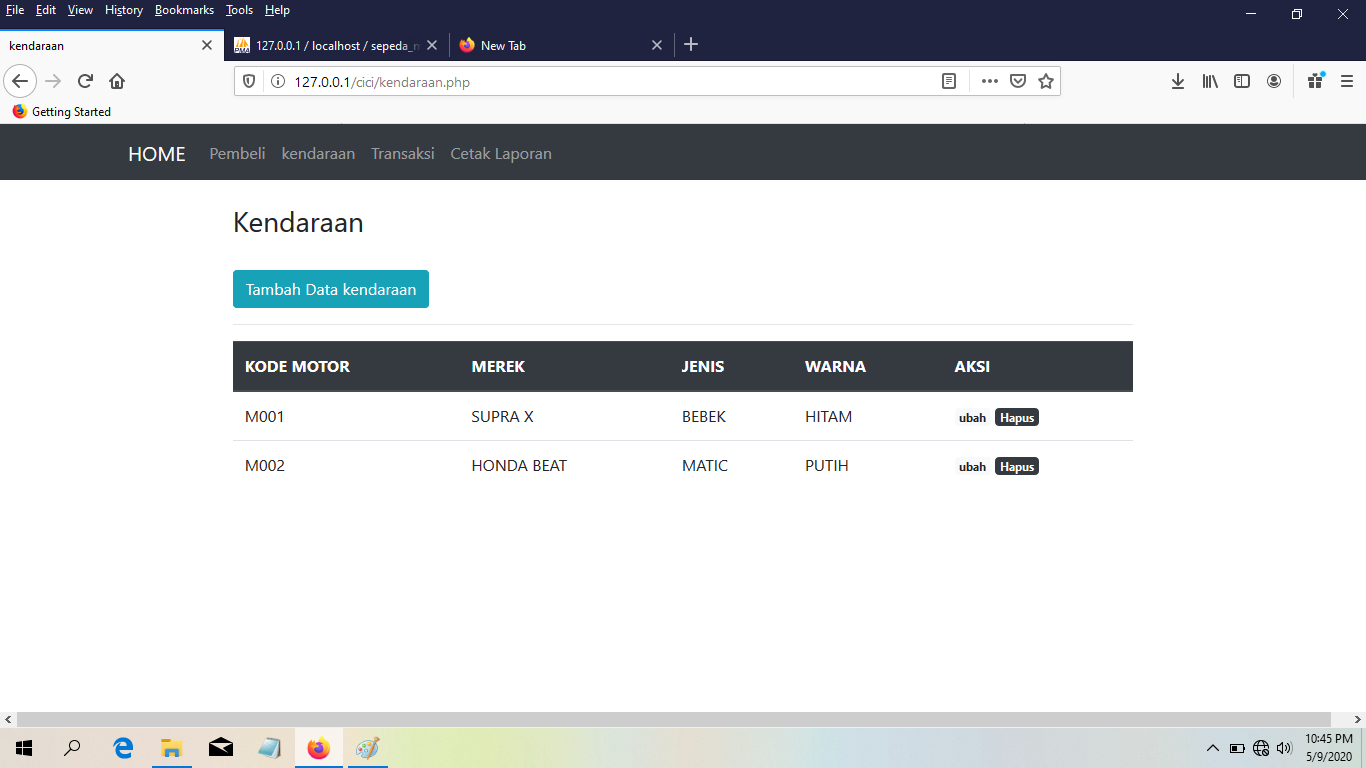 File Edit View History Bookmarks Tools Help
kendaraan
127.0.0.1 / localhost / sepeda_m
New Tab
127.0.0.1/cici/kendaraan.php
Getting Started
HOME Pembeli kendaraan Transaksi Cetak Laporan
Kendaraan
Tambah Data kendaraan
KODE MOTOR MEREK JENIS WARNA AKSI
M001 SUPRA X BEBEK HITAM ubah Hapus
M002 HONDA BEAT MATIC PUTIH ubah Hapus
10:45 PM
5/9/2020